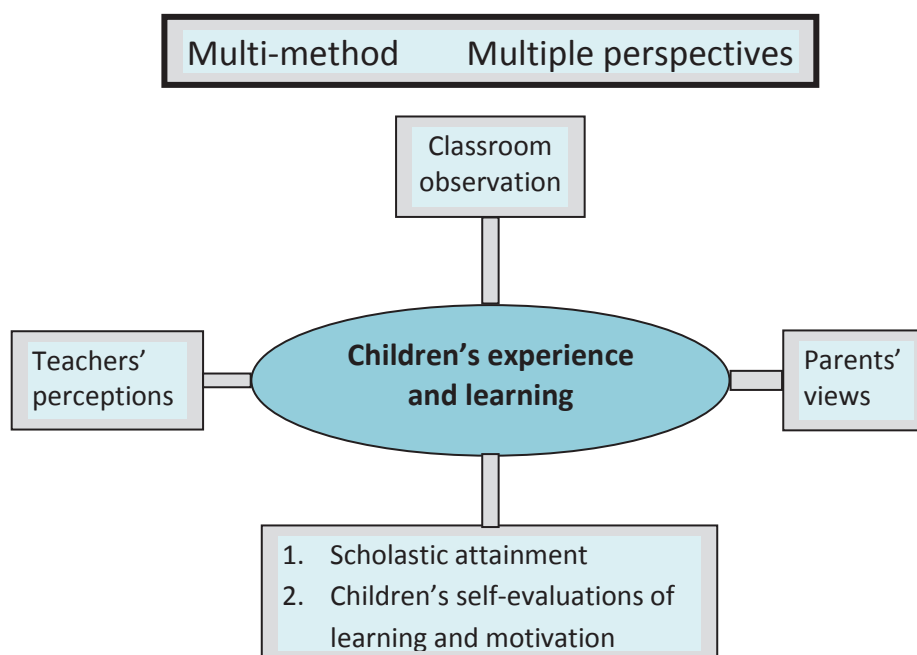 Multi-method Multiple perspectives
Classroom
observation
Teachers’
perceptions
Children’s experience
and learning
Parents’
views
1. Scholastic attainment
2. Children’s self-evaluations of
learning and motivation